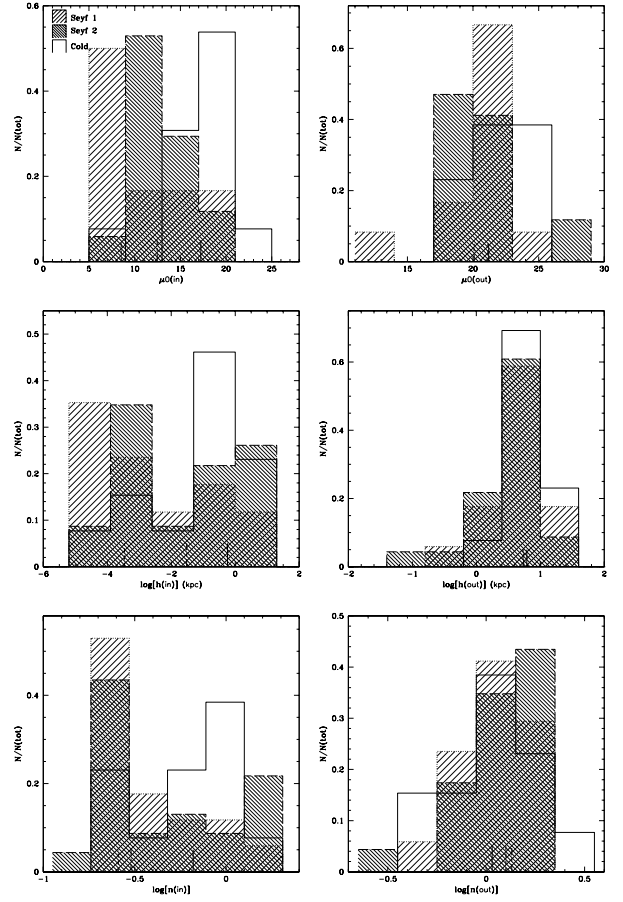 0.6
0.4
0.2
0
N/N(tot)
Seyf 1
Seyf 2
Cold
0 5 10 15 20 25
μ0(in)
0.6
0.4
0.2
0
N/N(tot)
15 20 25 30
μ0(out)
0.5
0.4
0.3
0.2
0.1
0
N/N(tot)
-6 -4 -2 0 2
log[h(in)] (kpc)
0.6
0.4
0.2
0
N/N(tot)
-2 -1 0 1 2
log[h(out)] (kpc)
0.4
0.2
0
N/N(tot)
-1 -0.5 0
log[n(in)]
0.5
0.4
0.3
0.2
0.1
0
N/N(tot)
-0.5 0 0.5
log[n(out)]